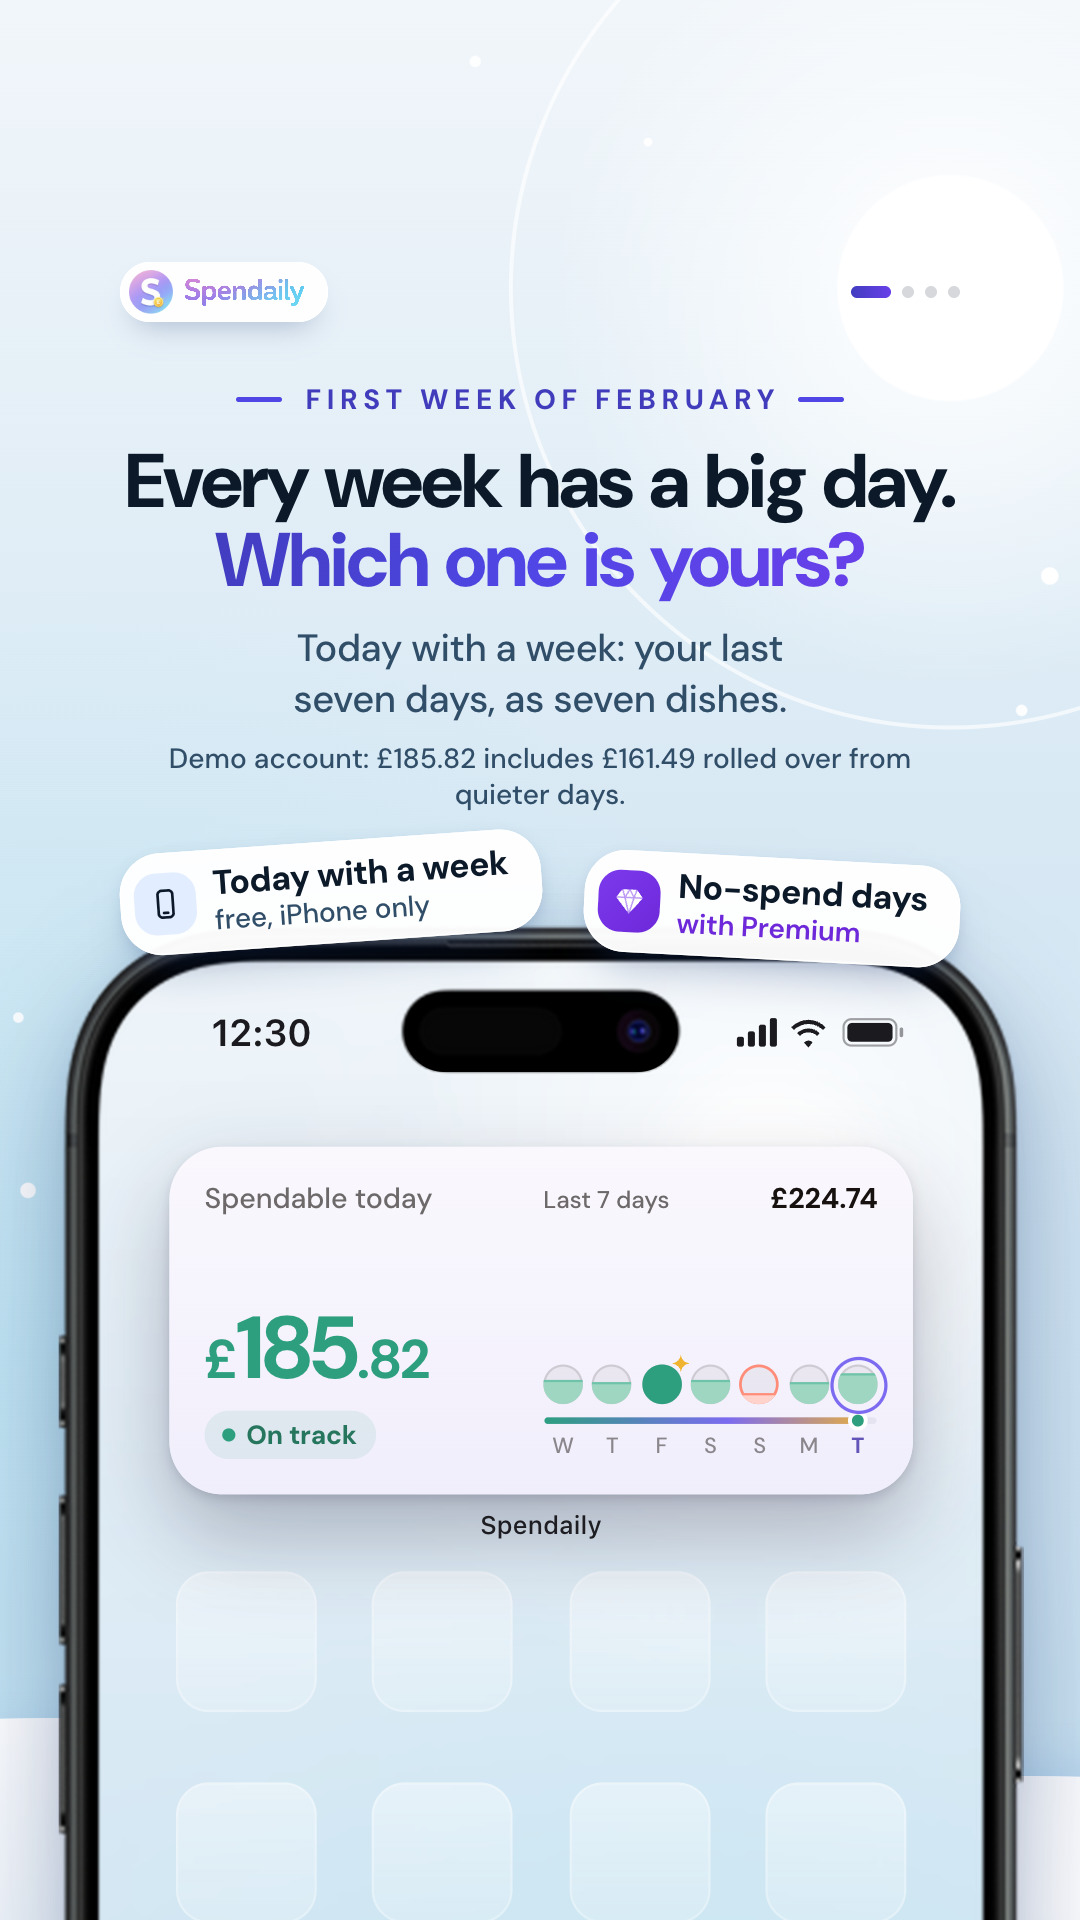 Spendaily
FIRST WEEK OF FEBRUARY
Every week has a big day.
Which one is yours?
Today with a week: your last
seven days, as seven dishes.
Demo account: £185.82 includes £161.49 rolled over from
quieter days.
Today with a week
free, iPhone only
No-spend days
with Premium
12:30
Spendable today
Last 7 days £224.74
£185.82
On track
W T F S S M T
Spendaily